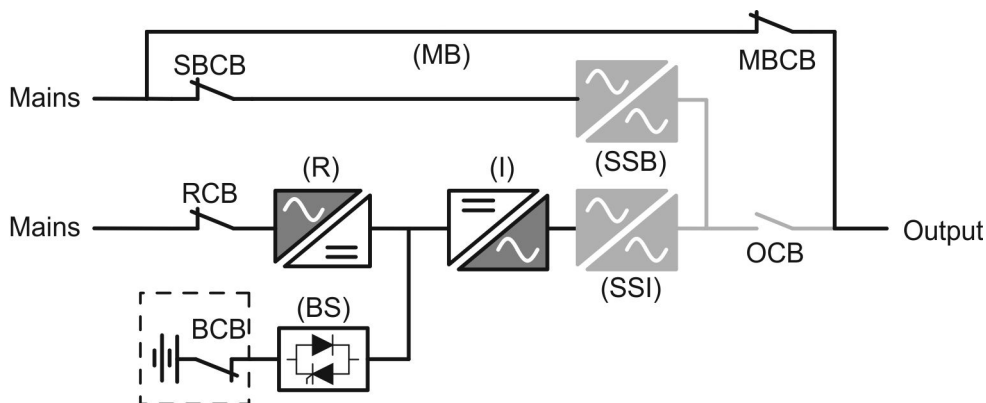 (MB)
MBCB
SBCB
Mains
(SSB)
(R)
(I)
RCB
Mains
Output
OCB
(SSI)
(BS)
BCB